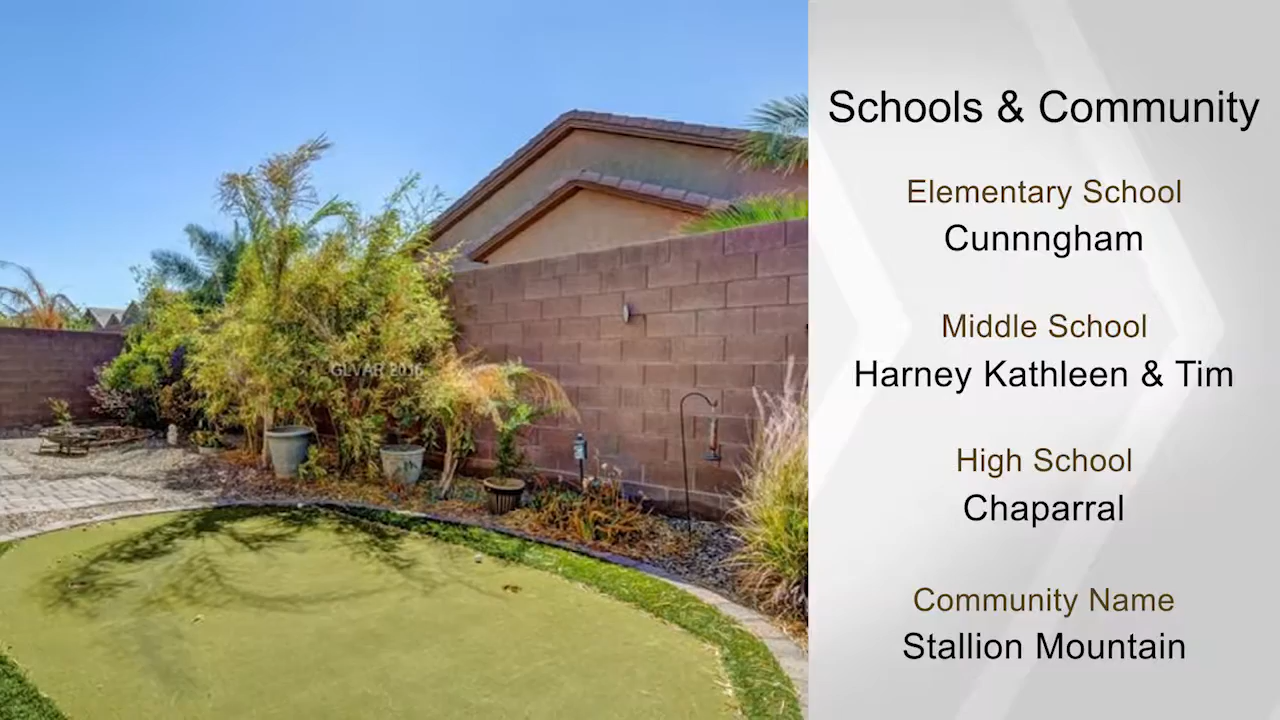 Schools & Community
Elementary School
Cunnngham
Middle School
Harney Kathleen & Tim
High School
Chaparral
Community Name
Stallion Mountain
GLVAR 2016